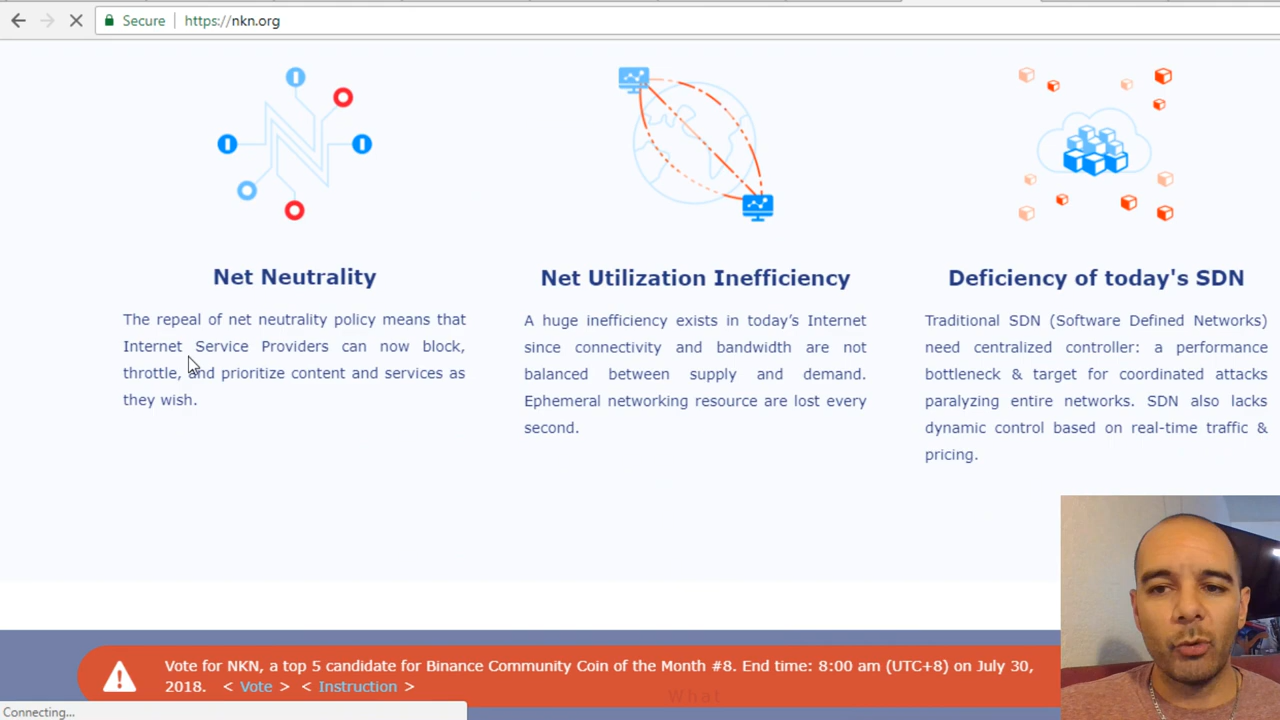 Secure https://nkn.org
Net Neutrality
The repeal of net neutrality policy means that
Internet Service Providers can now block,
throttle, and prioritize content and services as
they wish.
Net Utilization Inefficiency
A huge inefficiency exists in today's Internet
since connectivity and bandwidth are not
balanced between supply and demand.
Ephemeral networking resource are lost every
second.
Deficiency of today's SDN
Traditional SDN (Software Defined Networks)
need centralized controller: a performance
bottleneck & target for coordinated attacks
paralyzing entire networks. SDN also lacks
dynamic control based on real-time traffic &
pricing.
Vote for NKN, a top 5 candidate for Binance Community Coin of the Month #8. End time: 8:00 am (UTC+8) on July 30,
2018. < Vote > < Instruction >
What
Connecting...